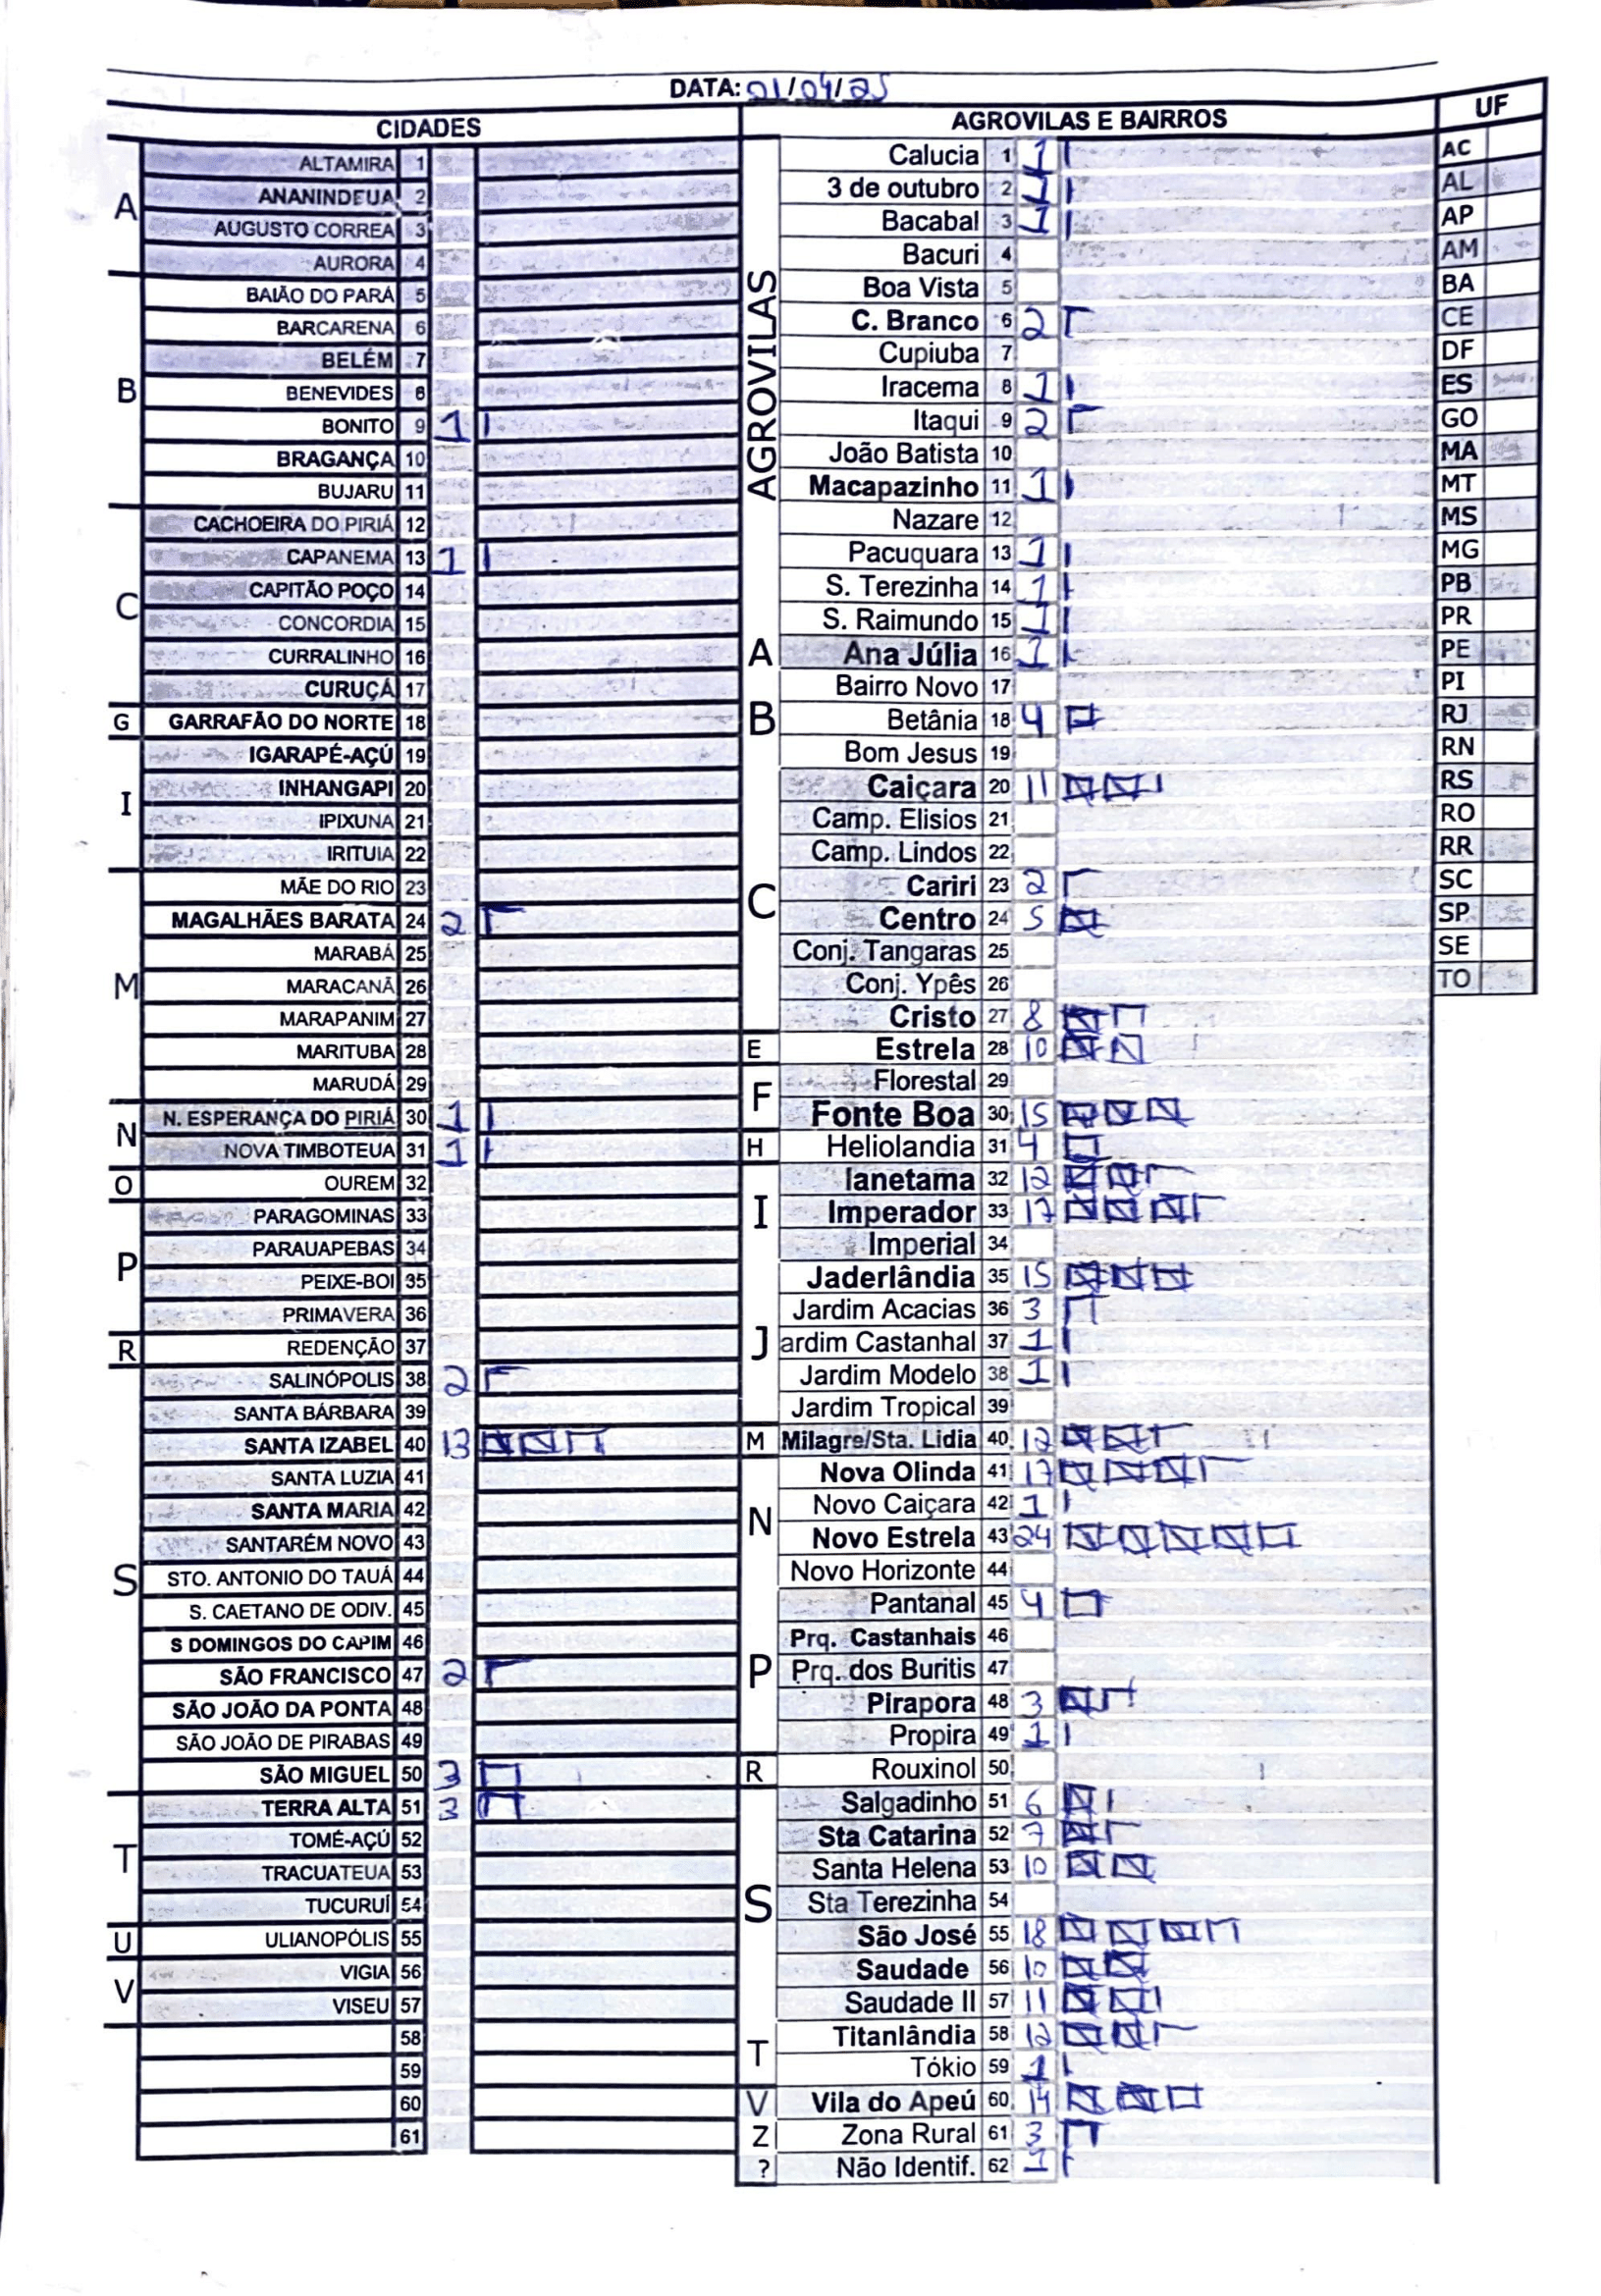 DATA: 01/04/25
CIDADES
A
ALTAMIRA 1
ANANINDEUA 2
AUGUSTO CORREA 3
AURORA 4
B
BAIÃO DO PARÁ 5
BARCARENA 6
BELÉM 7
BENEVIDES 8
BONITO 9 1
BRAGANÇA 10
BUJARU 11
C
CACHOEIRA DO PIRIÁ 12
CAPANEMA 13 1
CAPITÃO POÇO 14
CONCORDIA 15
CURRALINHO 16
CURUÇÁ 17
G
GARRAFÃO DO NORTE 18
I
IGARAPÉ-AÇÚ 19
INHANGAPI 20
IPIXUNA 21
IRITUIA 22
M
MÃE DO RIO 23
MAGALHÃES BARATA 24 2
MARABÁ 25
MARACANÃ 26
MARAPANIM 27
MARITUBA 28
MARUDÁ 29
N
N. ESPERANÇA DO PIRIÁ 30 1
NOVA TIMBOTEUA 31 1
O
OUREM 32
P
PARAGOMINAS 33
PARAUAPEBAS 34
PEIXE-BOI 35
PRIMAVERA 36
R
REDENÇÃO 37
S
SALINÓPOLIS 38 2
SANTA BÁRBARA 39
SANTA IZABEL 40 13
SANTA LUZIA 41
SANTA MARIA 42
SANTARÉM NOVO 43
STO. ANTONIO DO TAUÁ 44
S. CAETANO DE ODIV. 45
S DOMINGOS DO CAPIM 46
SÃO FRANCISCO 47 2
SÃO JOÃO DA PONTA 48
SÃO JOÃO DE PIRABAS 49
SÃO MIGUEL 50 3
T
TERRA ALTA 51 3
TOMÉ-AÇÚ 52
TRACUATEUA 53
TUCURUÍ 54
U
ULIANOPÓLIS 55
V
VIGIA 56
VISEU 57
58
59
60
61
AGROVILAS E BAIRROS
AGROVILAS
Calucia 1 1
3 de outubro 2 1
Bacabal 3 1
Bacuri 4
Boa Vista 5
C. Branco 6 2
Cupiuba 7
Iracema 8 1
Itaqui 9 2
João Batista 10
Macapazinho 11 1
Nazare 12
Pacuquara 13 1
S. Terezinha 14 1
S. Raimundo 15 1
A
Ana Júlia 16 1
Bairro Novo 17
B
Betânia 18 4
Bom Jesus 19
Caiçara 20 11
Camp. Elisios 21
Camp. Lindos 22
C
Cariri 23 2
Centro 24 5
Conj. Tangaras 25
Conj. Ypês 26
Cristo 27 8
E
Estrela 28 10
F
Florestal 29
Fonte Boa 30 15
H
Heliolandia 31 4
I
Ianetama 32 12
Imperador 33 17
Imperial 34
J
Jaderlândia 35 15
Jardim Acacias 36 3
ardim Castanhal 37 1
Jardim Modelo 38 1
Jardim Tropical 39
M
Milagre/Sta. Lidia 40 12
N
Nova Olinda 41 17
Novo Caiçara 42 1
Novo Estrela 43 24
Novo Horizonte 44
P
Pantanal 45 4
Prq. Castanhais 46
Prq. dos Buritis 47
Pirapora 48 3
Propira 49 1
R
Rouxinol 50
S
Salgadinho 51 6
Sta Catarina 52 7
Santa Helena 53 10
Sta Terezinha 54
São José 55 18
Saudade 56 10
Saudade II 57 11
T
Titanlândia 58 12
Tókio 59 1
V
Vila do Apeú 60 14
Z
Zona Rural 61 3
?
Não Identif. 62 1
UF
AC
AL
AP
AM
BA
CE
DF
ES
GO
MA
MT
MS
MG
PB
PR
PE
PI
RJ
RN
RS
RO
RR
SC
SP
SE
TO